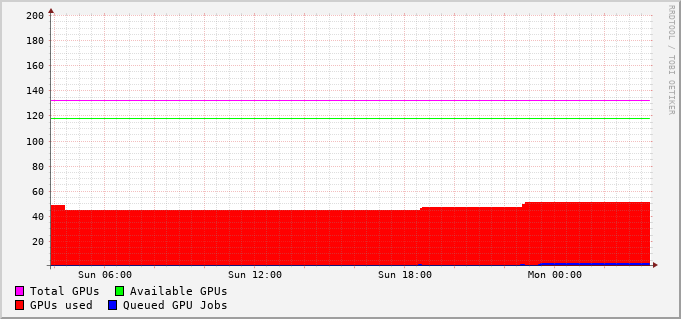 200
180
160
140
120
100
80
60
40
20
Sun 06:00 Sun 12:00 Sun 18:00 Mon 00:00
Total GPUs Available GPUs
GPUs used Queued GPU Jobs
RRDTOOL / TOBI OETIKER